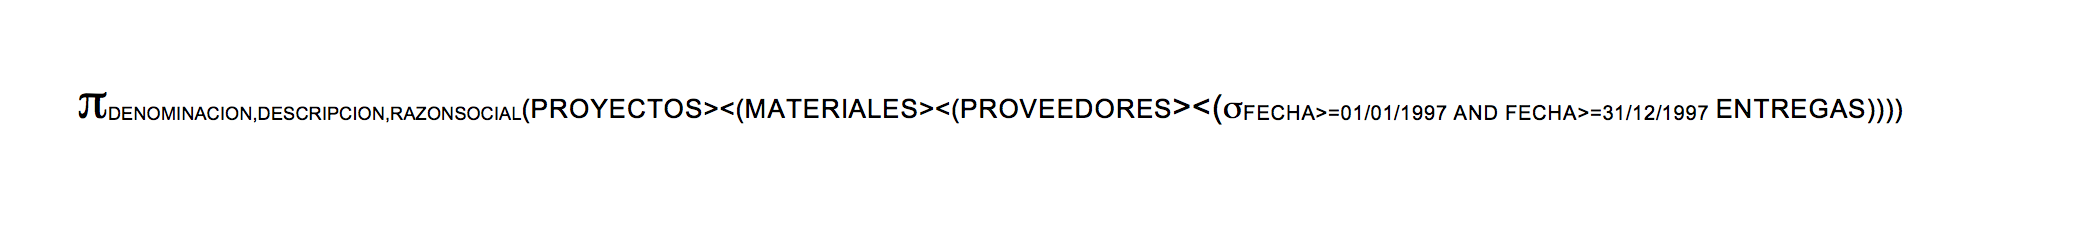 πDENOMINACION,DESCRIPCION,RAZONSOCIAL(PROYECTOS><(MATERIALES><(PROVEEDORES><(σFECHA>=01/01/1997 AND FECHA>=31/12/1997 ENTREGAS))))